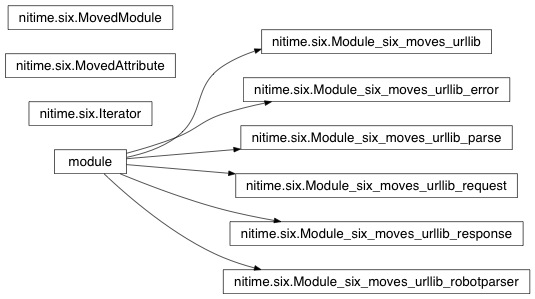 nitime.six.MovedModule
nitime.six.MovedAttribute
nitime.six.Iterator
module
nitime.six.Module_six_moves_urllib
nitime.six.Module_six_moves_urllib_error
nitime.six.Module_six_moves_urllib_parse
nitime.six.Module_six_moves_urllib_request
nitime.six.Module_six_moves_urllib_response
nitime.six.Module_six_moves_urllib_robotparser